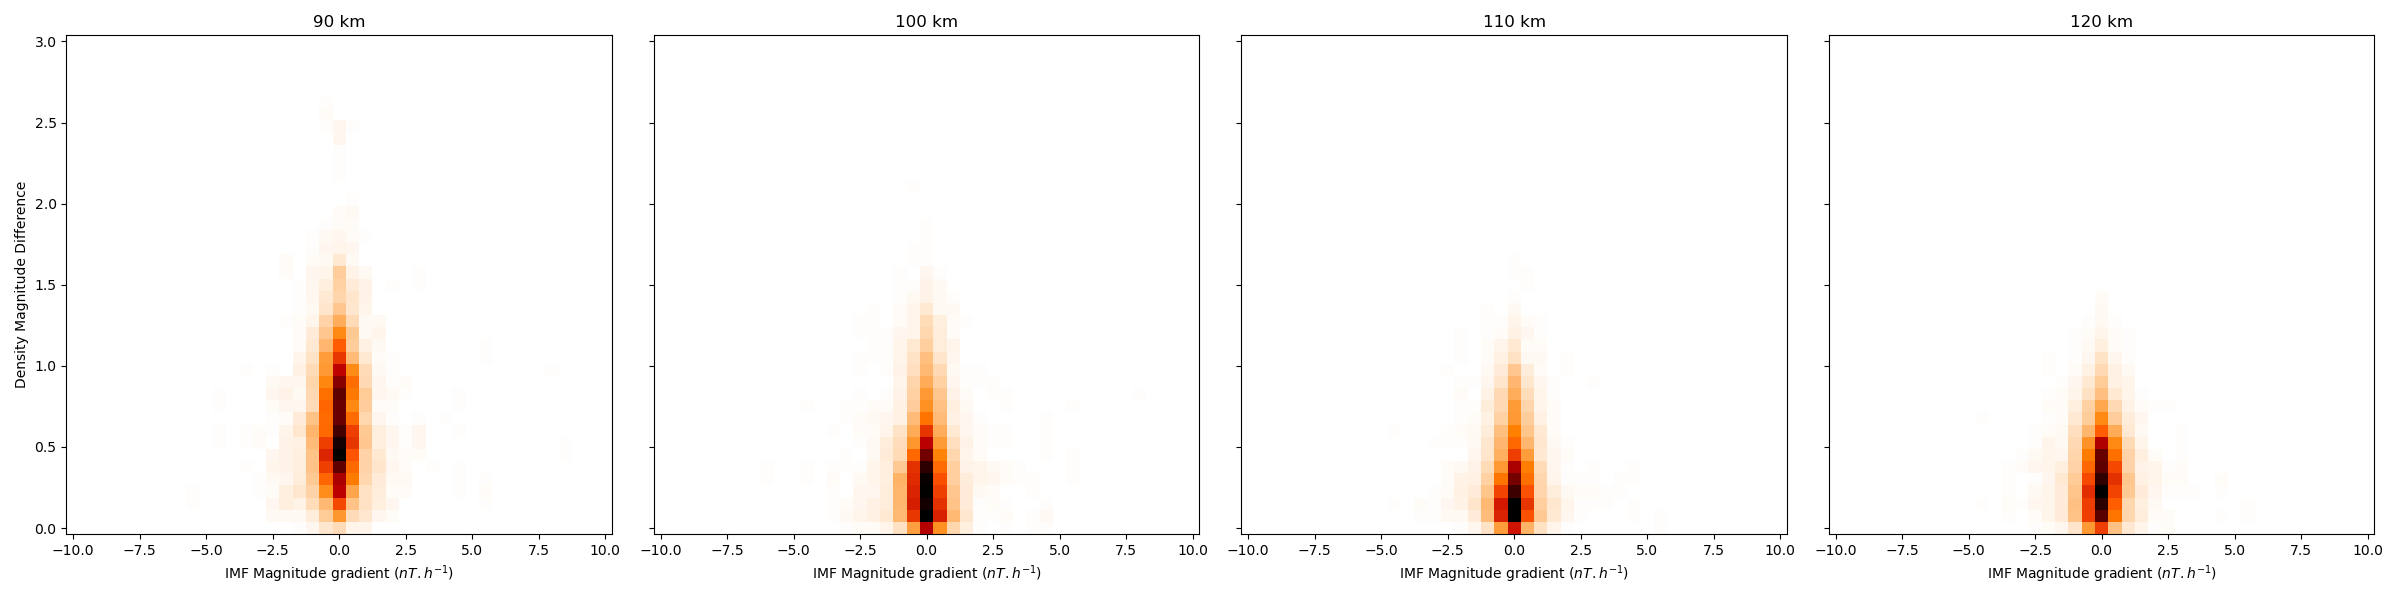 90 km
100 km
110 km
120 km
Density Magnitude Difference
3.0
2.5
2.0
1.5
1.0
0.5
0.0
−10.0 −7.5 −5.0 −2.5 0.0 2.5 5.0 7.5 10.0
−10.0 −7.5 −5.0 −2.5 0.0 2.5 5.0 7.5 10.0
−10.0 −7.5 −5.0 −2.5 0.0 2.5 5.0 7.5 10.0
−10.0 −7.5 −5.0 −2.5 0.0 2.5 5.0 7.5 10.0
IMF Magnitude gradient (nT.h⁻¹)
IMF Magnitude gradient (nT.h⁻¹)
IMF Magnitude gradient (nT.h⁻¹)
IMF Magnitude gradient (nT.h⁻¹)